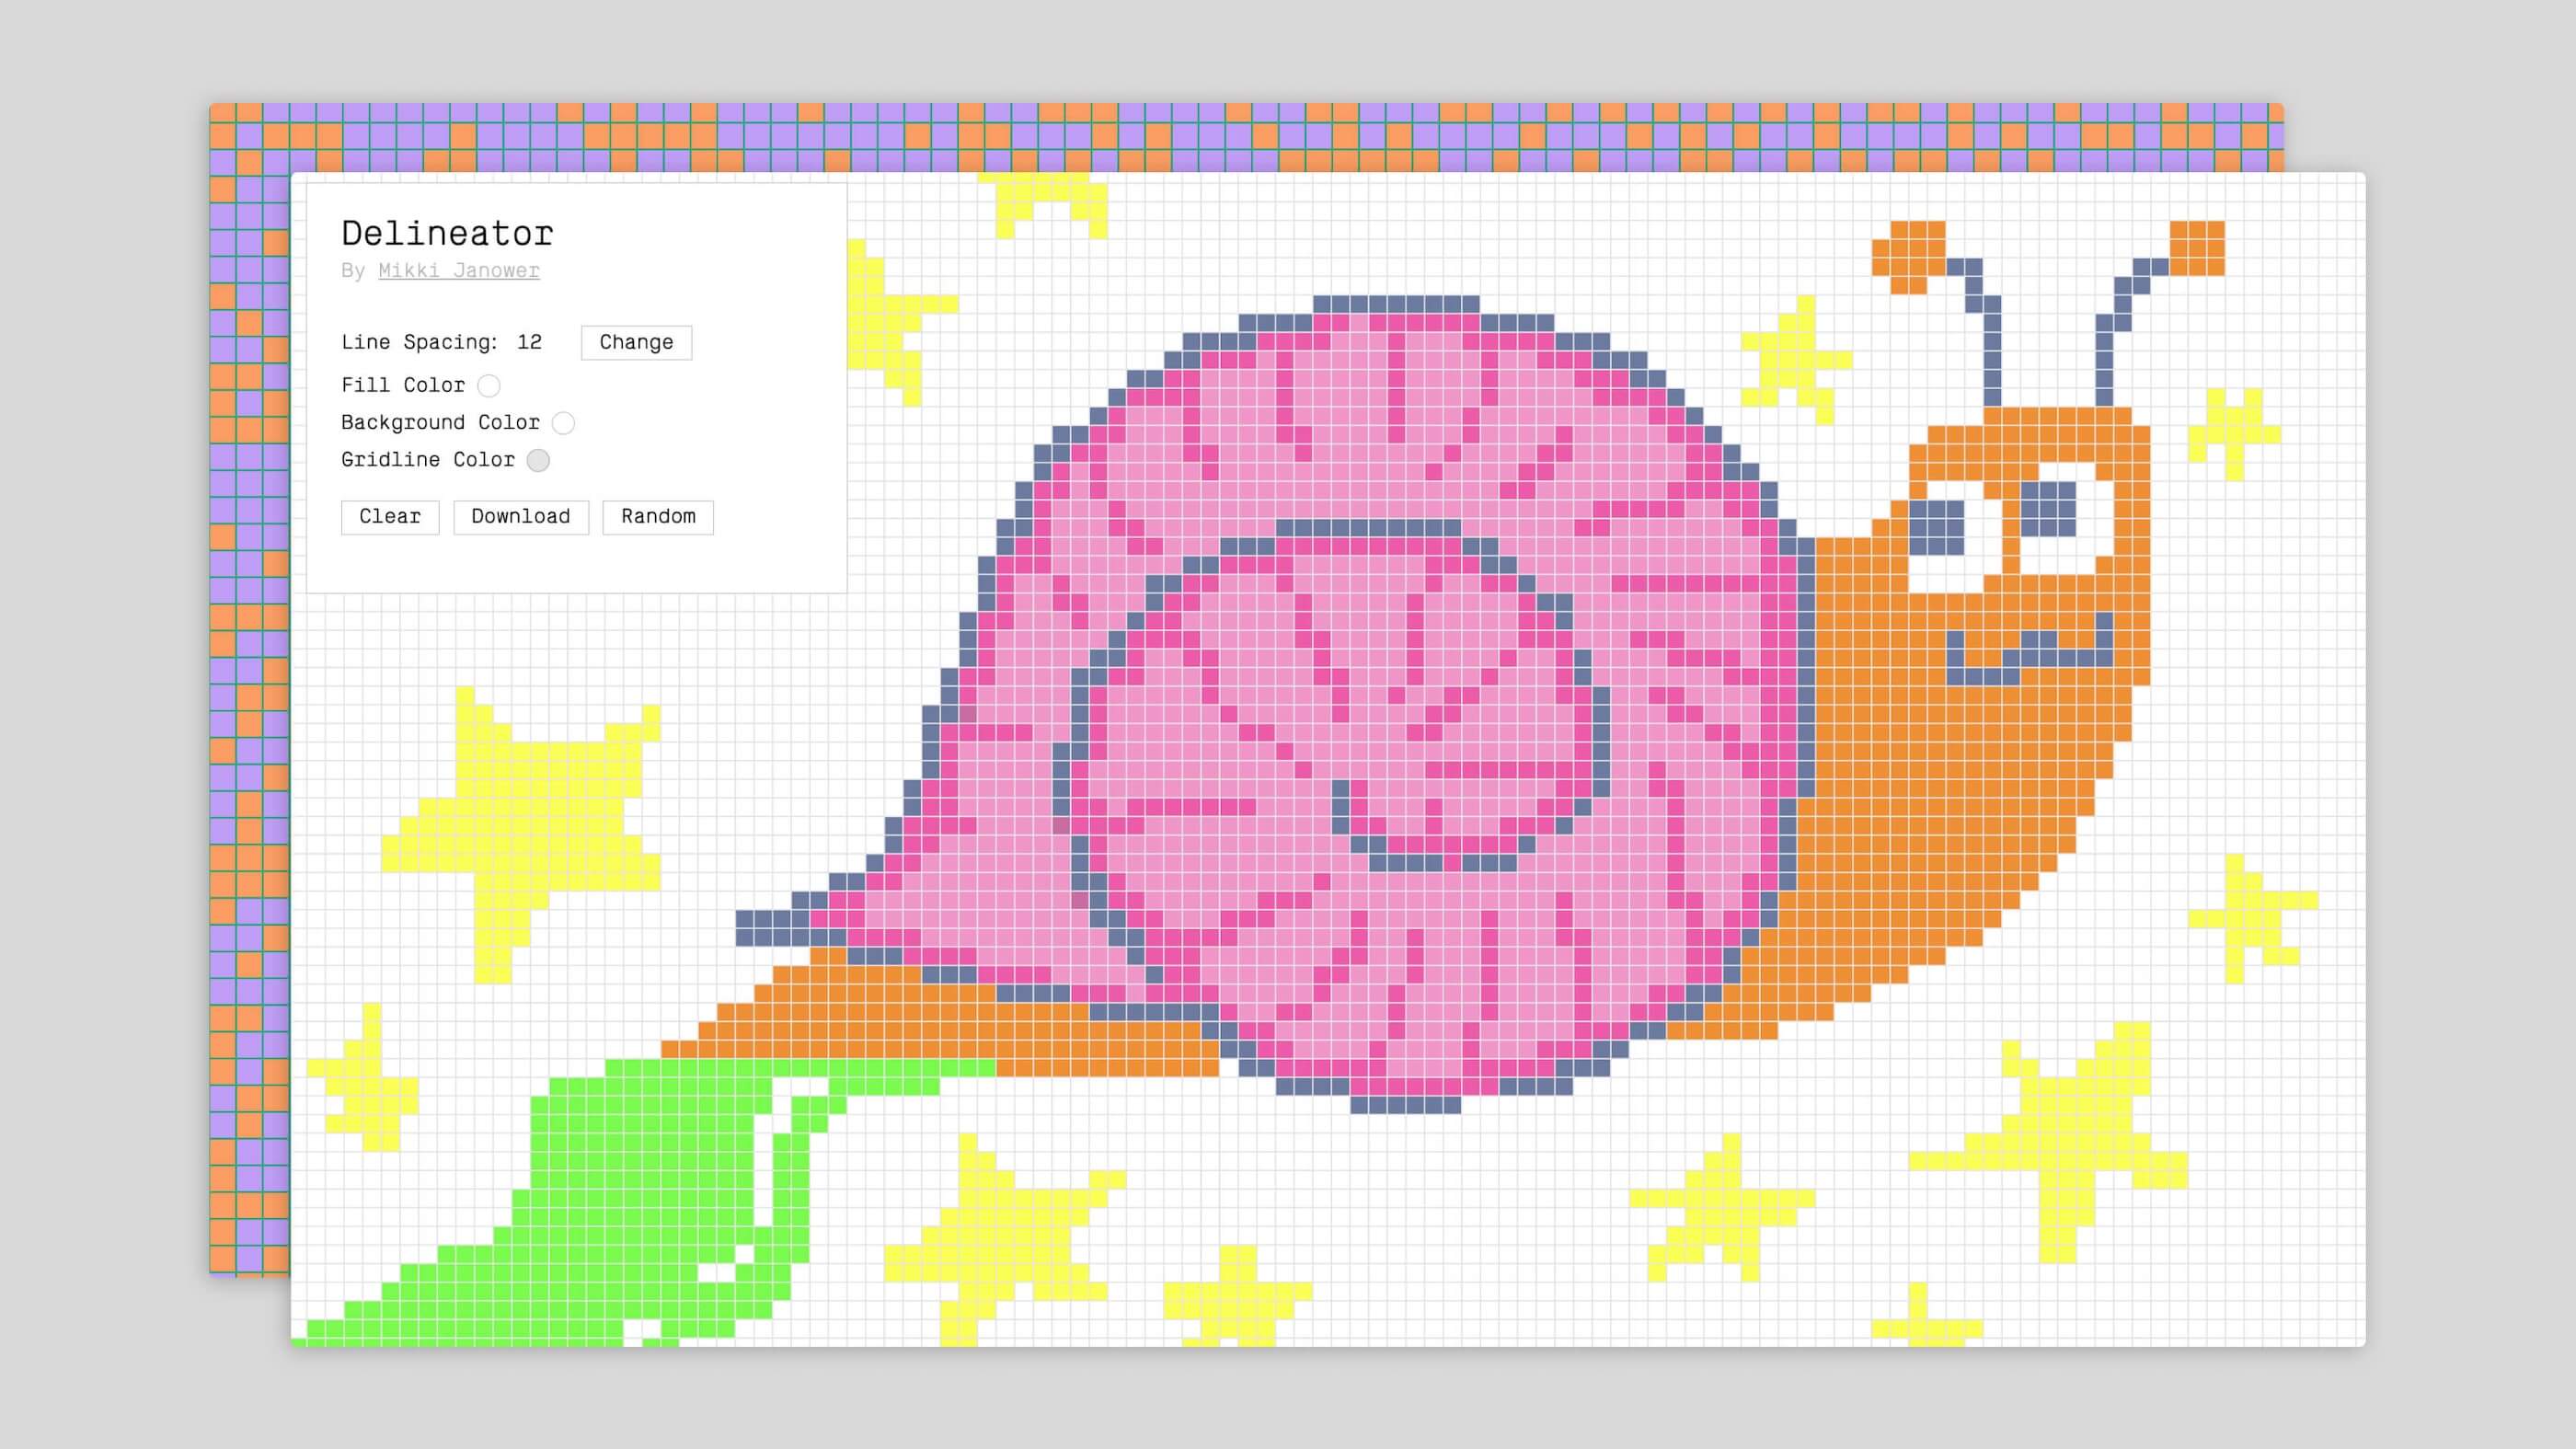 Delineator
By Mikki Janower
Line Spacing: 12 Change
Fill Color
Background Color
Gridline Color
Clear Download Random